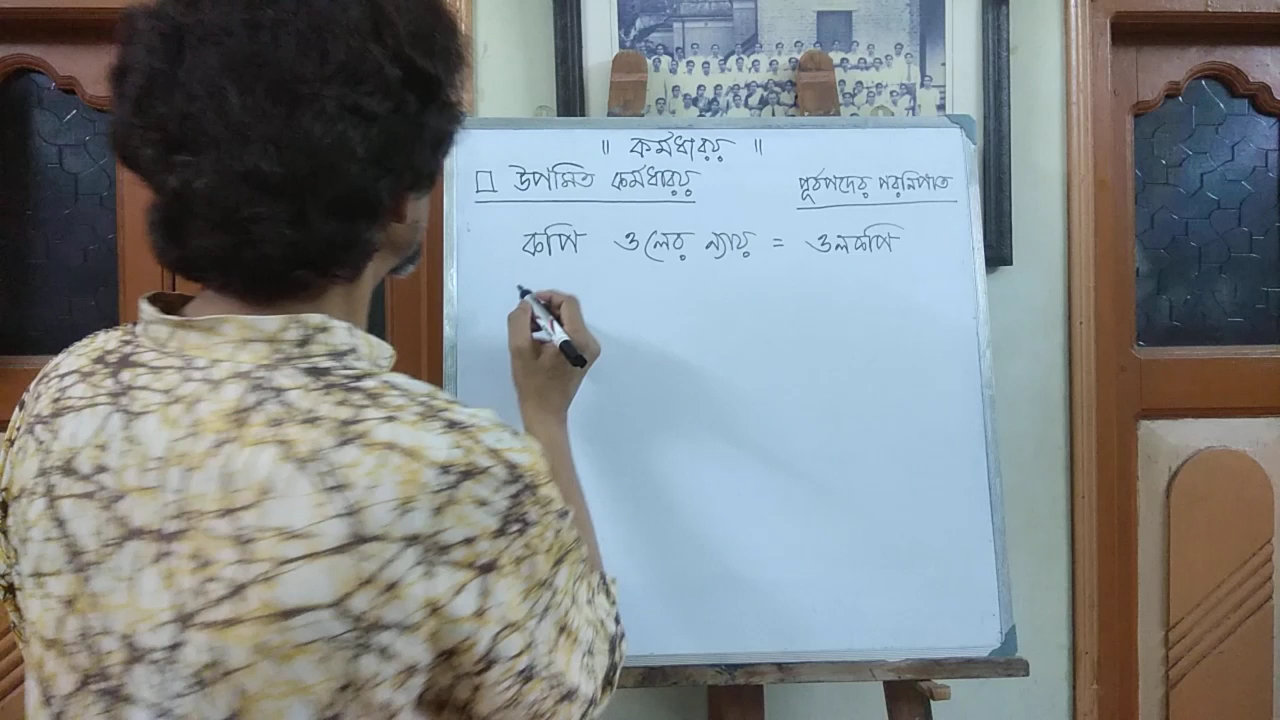 ॥ কর্মধারয় ॥
□ উপমিত কর্মধারয় পূর্বপদের পরনিপাত
কপি ওলের ন্যায় = ওলকপি